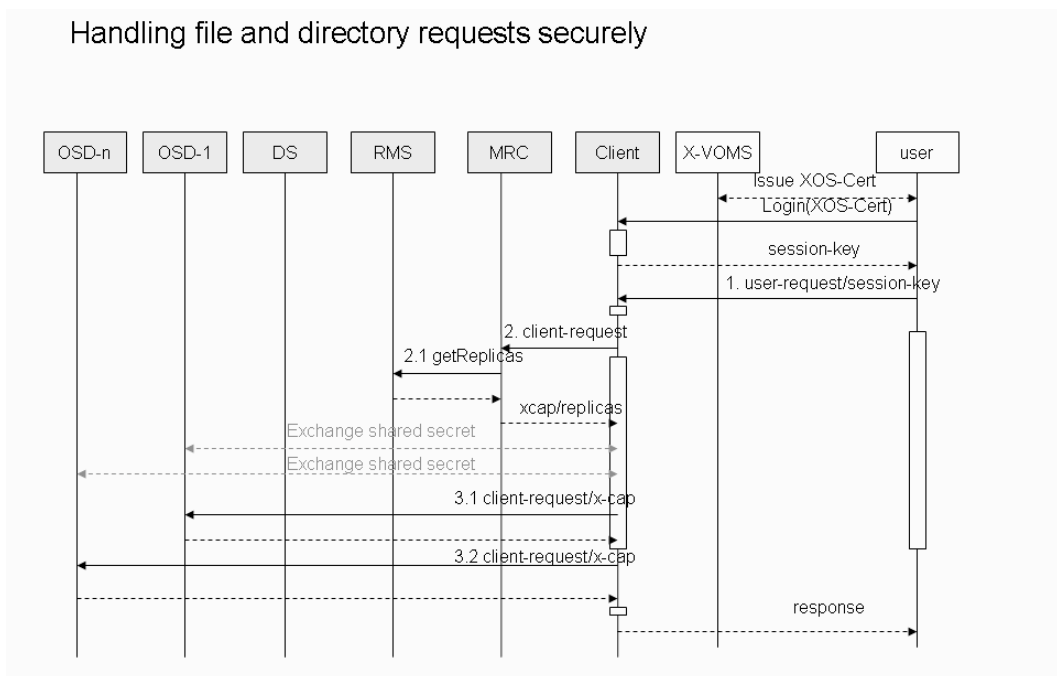 Handling file and directory requests securely
OSD-n OSD-1 DS RMS MRC Client X-VOMS user
Issue XOS-Cert
Login(XOS-Cert)
session-key
1. user-request/session-key
2. client-request
2.1 getReplicas
xcap/replicas
Exchange shared secret
Exchange shared secret
3.1 client-request/x-cap
3.2 client-request/x-cap
response